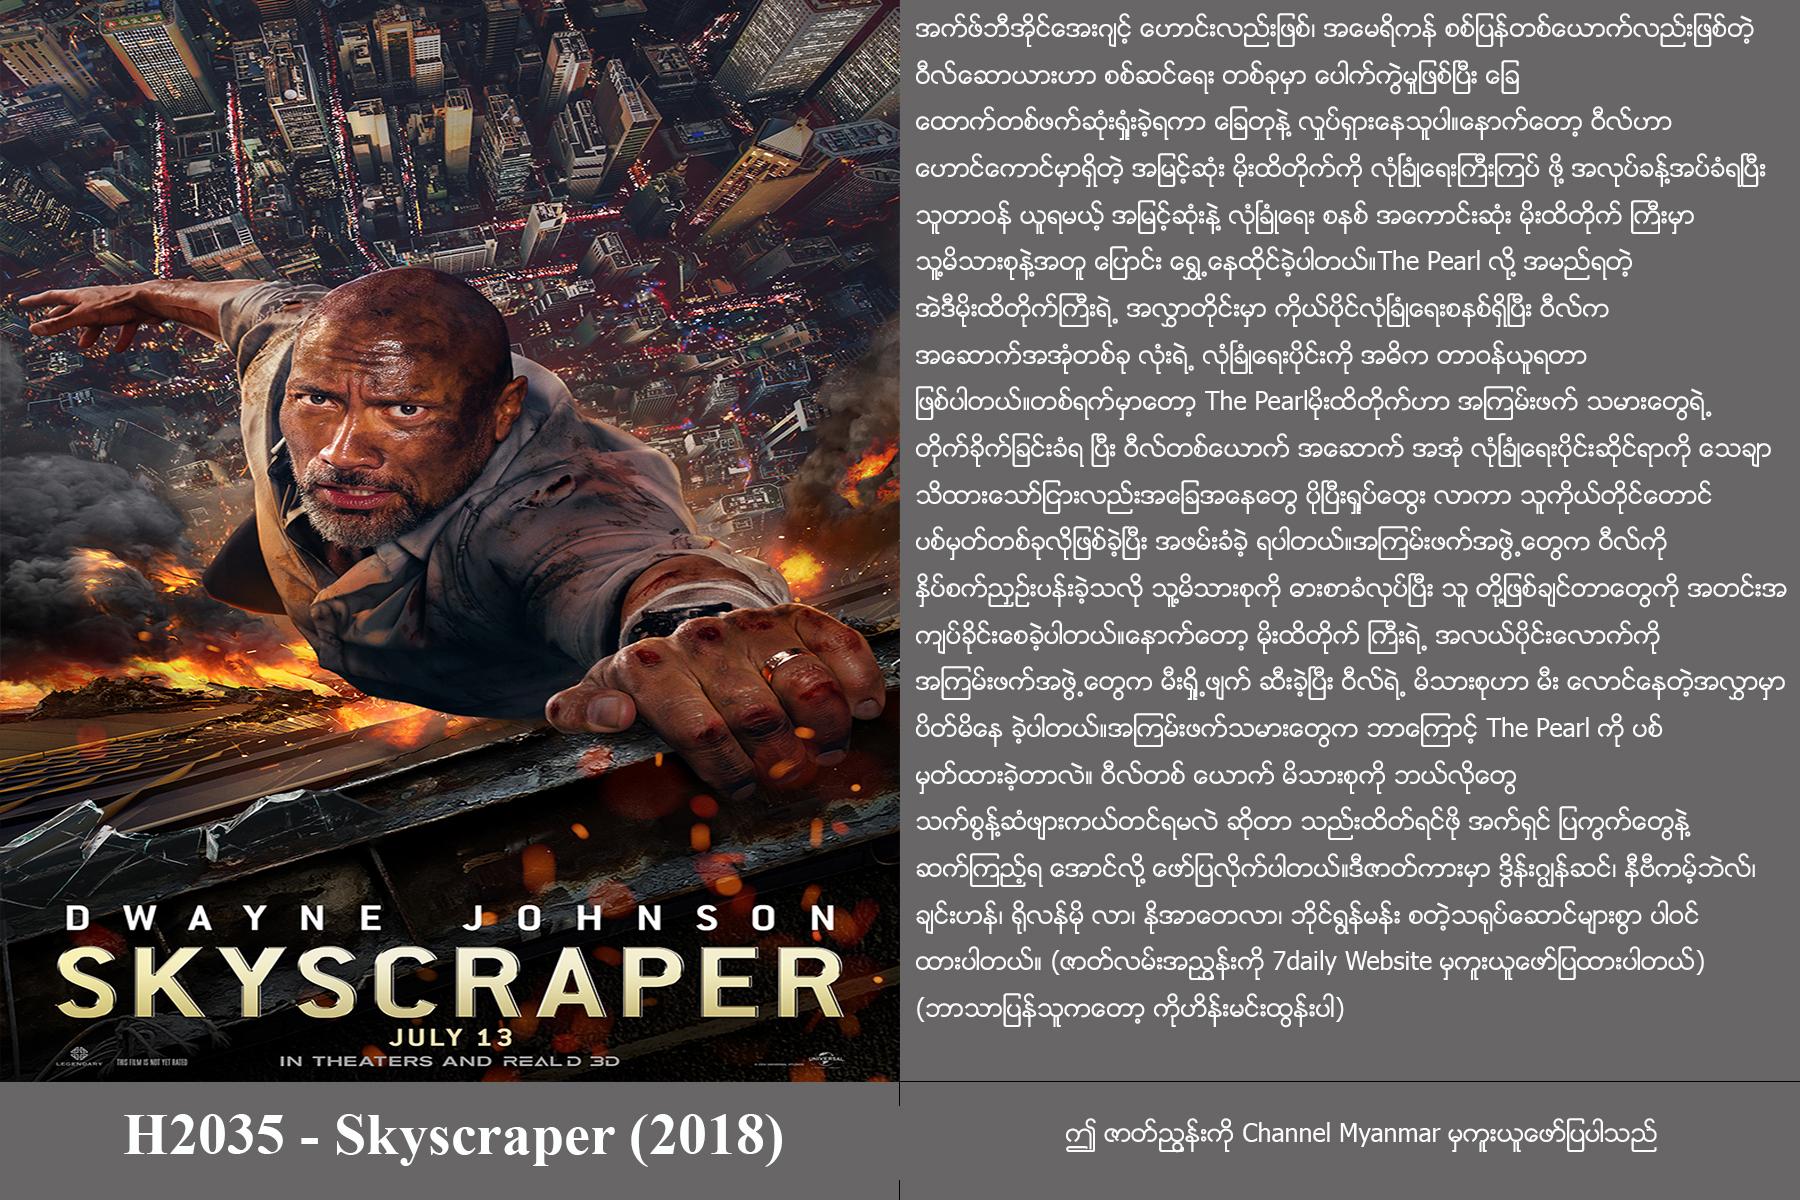 DWAYNE JOHNSON
SKYSCRAPER
JULY 13
LEGENDARY
THIS FILM IS NOT YET RATED
IN THEATERS AND REAL D 3D
UNIVERSAL
H2035 - Skyscraper (2018)
အက်ဖ်ဘီအိုင်အေးဂျင့် ဟောင်းလည်းဖြစ်၊ အမေရိကန် စစ်ပြန်တစ်ယောက်လည်းဖြစ်တဲ့
ဝီလ်ဆောယားဟာ စစ်ဆင်ရေး တစ်ခုမှာ ပေါက်ကွဲမှုဖြစ်ပြီး ခြေ
ထောက်တစ်ဖက်ဆုံးရှုံးခဲ့ရကာ ခြေတုနဲ့ လှုပ်ရှားနေသူပါ။နောက်တော့ ဝီလ်ဟာ
ဟောင်ကောင်မှာရှိတဲ့ အမြင့်ဆုံး မိုးထိတိုက်ကို လုံခြုံရေးကြီးကြပ် ဖို့ အလုပ်ခန့်အပ်ခံရပြီး
သူတာဝန် ယူရမယ့် အမြင့်ဆုံးနဲ့ လုံခြုံရေး စနစ် အကောင်းဆုံး မိုးထိတိုက် ကြီးမှာ
သူ့မိသားစုနဲ့အတူ ပြောင်း ရွှေ့နေထိုင်ခဲ့ပါတယ်။The Pearl လို့ အမည်ရတဲ့
အဲဒီမိုးထိတိုက်ကြီးရဲ့ အလွှာတိုင်းမှာ ကိုယ်ပိုင်လုံခြုံရေးစနစ်ရှိပြီး ဝီလ်က
အဆောက်အအုံတစ်ခု လုံးရဲ့ လုံခြုံရေးပိုင်းကို အဓိက တာဝန်ယူရတာ
ဖြစ်ပါတယ်။တစ်ရက်မှာတော့ The Pearlမိုးထိတိုက်ဟာ အကြမ်းဖက် သမားတွေရဲ့
တိုက်ခိုက်ခြင်းခံရ ပြီး ဝီလ်တစ်ယောက် အဆောက် အအုံ လုံခြုံရေးပိုင်းဆိုင်ရာကို သေချာ
သိထားသော်ငြားလည်းအခြေအနေတွေ ပိုပြီးရှုပ်ထွေး လာကာ သူကိုယ်တိုင်တောင်
ပစ်မှတ်တစ်ခုလိုဖြစ်ခဲ့ပြီး အဖမ်းခံခဲ့ ရပါတယ်။အကြမ်းဖက်အဖွဲ့တွေက ဝီလ်ကို
နှိပ်စက်ညှဉ်းပန်းခဲ့သလို သူ့မိသားစုကို ဓားစာခံလုပ်ပြီး သူ တို့ဖြစ်ချင်တာတွေကို အတင်းအ
ကျပ်ခိုင်းစေခဲ့ပါတယ်။နောက်တော့ မိုးထိတိုက် ကြီးရဲ့ အလယ်ပိုင်းလောက်ကို
အကြမ်းဖက်အဖွဲ့တွေက မီးရှို့ဖျက် ဆီးခဲ့ပြီး ဝီလ်ရဲ့ မိသားစုဟာ မီး လောင်နေတဲ့အလွှာမှာ
ပိတ်မိနေ ခဲ့ပါတယ်။အကြမ်းဖက်သမားတွေက ဘာကြောင့် The Pearl ကို ပစ်
မှတ်ထားခဲ့တာလဲ။ ဝီလ်တစ် ယောက် မိသားစုကို ဘယ်လိုတွေ
သက်စွန့်ဆံဖျားကယ်တင်ရမလဲ ဆိုတာ သည်းထိတ်ရင်ဖို အက်ရှင် ပြကွက်တွေနဲ့
ဆက်ကြည့်ရ အောင်လို့ ဖော်ပြလိုက်ပါတယ်။ဒီဇာတ်ကားမှာ ဒွိန်းဂျွန်ဆင်၊ နီဗီကမ့်ဘဲလ်၊
ချင်းဟန်၊ ရိုလန်မို လာ၊ နိုအာတေလာ၊ ဘိုင်ရွန်မန်း စတဲ့သရုပ်ဆောင်များစွာ ပါဝင်
ထားပါတယ်။ (ဇာတ်လမ်းအညွှန်းကို 7daily Website မှကူးယူဖော်ပြထားပါတယ်)
(ဘာသာပြန်သူကတော့ ကိုဟိန်းမင်းထွန်းပါ)
ဤ ဇာတ်ညွှန်းကို Channel Myanmar မှကူးယူဖော်ပြပါသည်